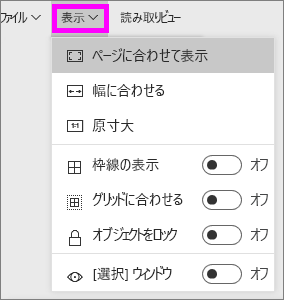 ファイル 表示 読み取りビュー
ページに合わせて表示
幅に合わせる
原寸大
枠線の表示 オフ
グリッドに合わせる オフ
オブジェクトをロック オフ
[選択] ウィンドウ オフ